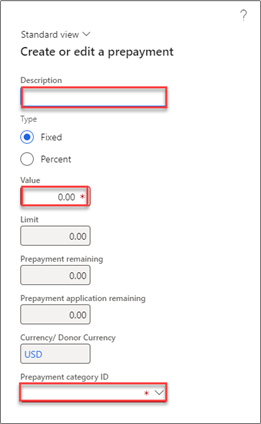 ?
Standard view
Create or edit a prepayment
Description
Type
Fixed
Percent
Value
0.00 *
Limit
0.00
Prepayment remaining
0.00
Prepayment application remaining
0.00
Currency/ Donor Currency
USD
Prepayment category ID
*